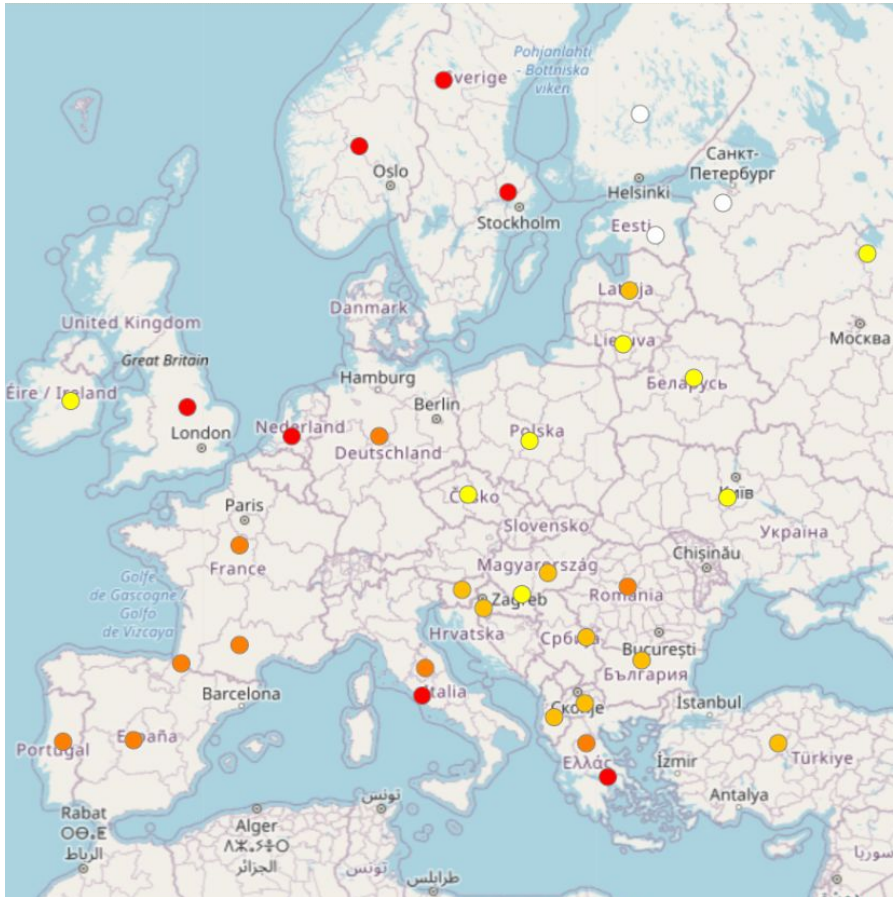 Pohjanlahti
- Bottniska
viken
Sverige
Санкт-
Петербург
Oslo
Helsinki
Stockholm
Eesti
Latvija
Danmark
United Kingdom
Москва
Lietuva
Great Britain
Беларусь
Hamburg
Éire / Ireland
Berlin
Nederland
London
Polska
Deutschland
Česko
Київ
Paris
Slovensko
Україна
Chișinău
Magyarország
France
Golfe
de Gascogne /
Golfo
de Vizcaya
Zagreb
România
Hrvatska
Србија
București
Italia
България
Barcelona
Скопје
İstanbul
Portugal
España
Ελλάς
İzmir
Türkiye
Antalya
Rabat
ⵔⴱⴰⵟ
الرباط
Alger
الجزائر
تونس
تونس
سوريا
طرابلس